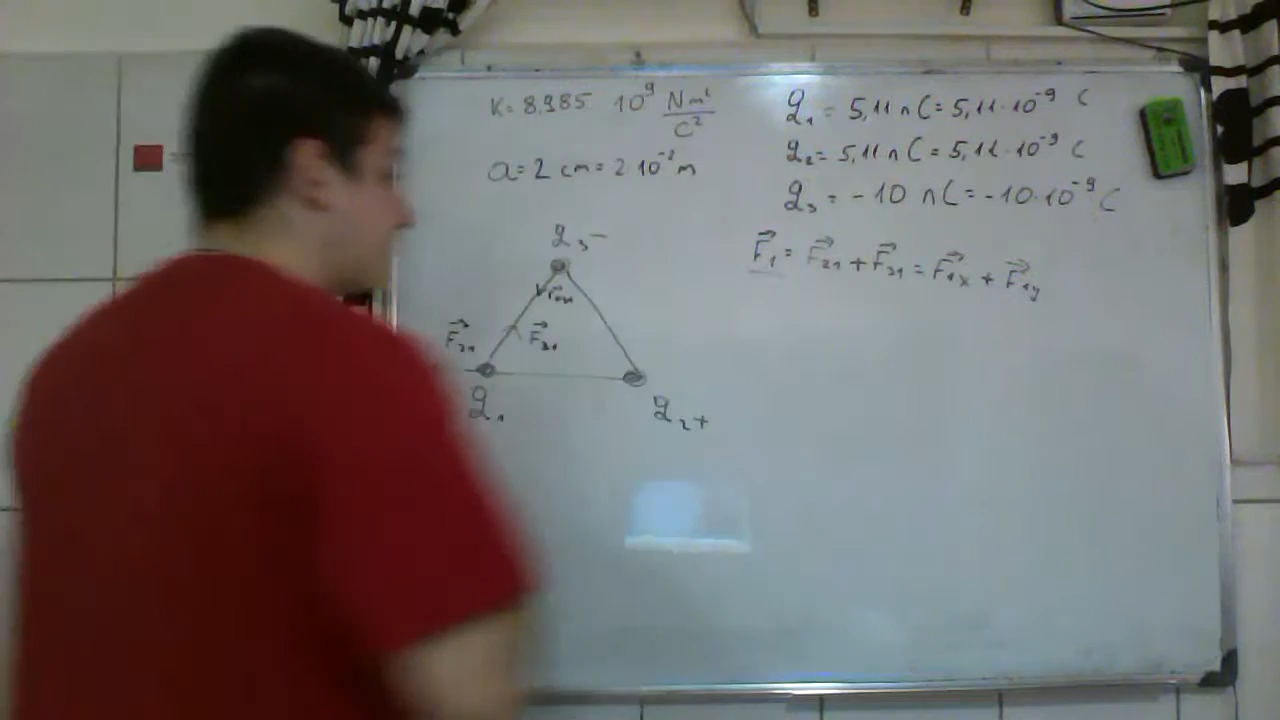 K = 8.985 10⁹ Nm²/C²
a = 2 cm = 2 10⁻² m
q₁ = 5,11 nC = 5,11 · 10⁻⁹ C
q₂ = 5,11 nC = 5,11 · 10⁻⁹ C
q₃ = -10 nC = -10 · 10⁻⁹ C
F⃗₁ = F⃗₂₁ + F⃗₃₁ = F⃗₁ₓ + F⃗₁y
q₃ -
F⃗₂₁
F⃗₃₁
q₁
q₂ +